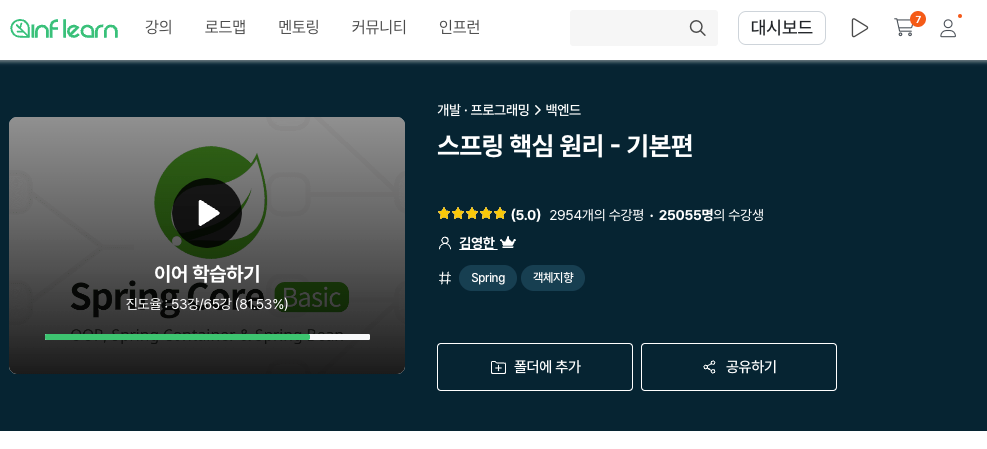 inflearn 강의 로드맵 멘토링 커뮤니티 인프런 대시보드 7
개발 · 프로그래밍 > 백엔드
스프링 핵심 원리 - 기본편
(5.0) 2954개의 수강평 · 25055명의 수강생
김영한
# Spring 객체지향
이어 학습하기
Spring Core Basic
진도율 : 53강/65강 (81.53%)
OOP, Spring Container & Spring Bean
폴더에 추가 공유하기